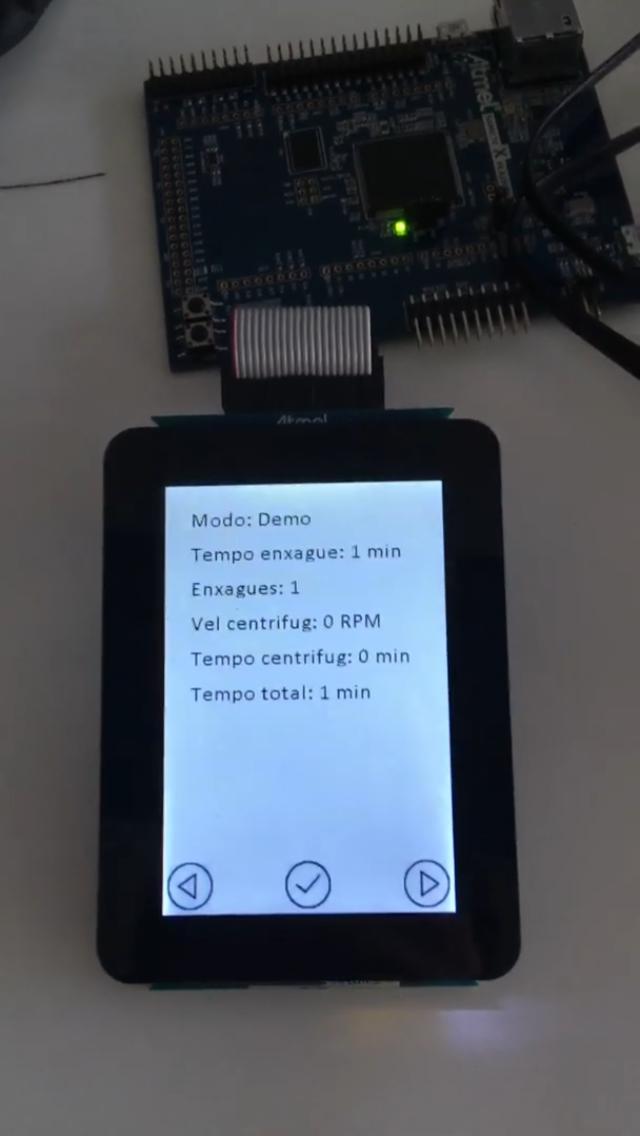 Atmel
Atmel
Modo: Demo
Tempo enxague: 1 min
Enxagues: 1
Vel centrifug: 0 RPM
Tempo centrifug: 0 min
Tempo total: 1 min